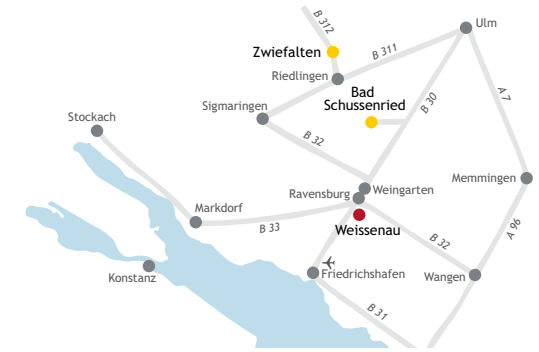 B 312
Ulm
Zwiefalten
B 311
Riedlingen
A 7
Bad
Schussenried
B 30
Sigmaringen
Stockach
B 32
Memmingen
Weingarten
Ravensburg
Markdorf
B 33
Weissenau
A 96
B 32
Konstanz
Friedrichshafen
Wangen
B 31